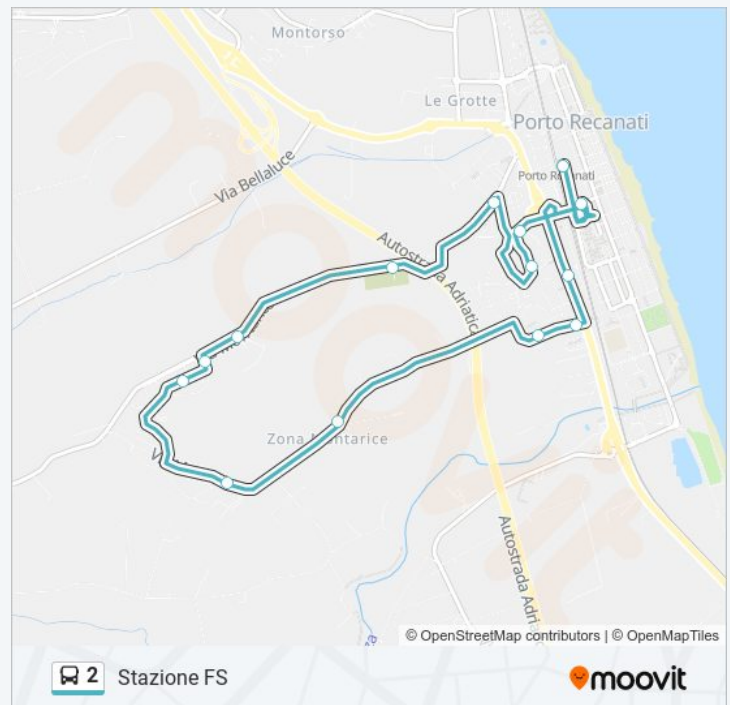 Montorso
Le Grotte
Porto Recanati
Via Bellaluce
Porto Recanati
Autostrada Adriatica
Zona Montarice
Autostrada Adria
© OpenStreetMap contributors | © OpenMapTiles
2 Stazione FS
moovit